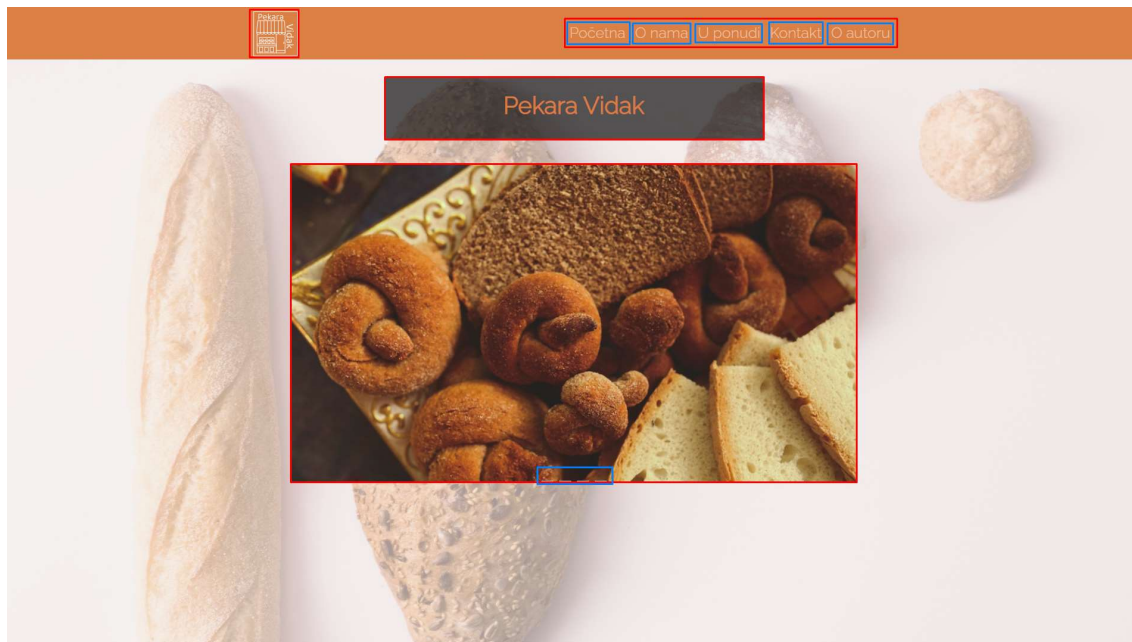 Pekara
Vidak
Početna O nama U ponudi Kontakt O autoru
Pekara Vidak